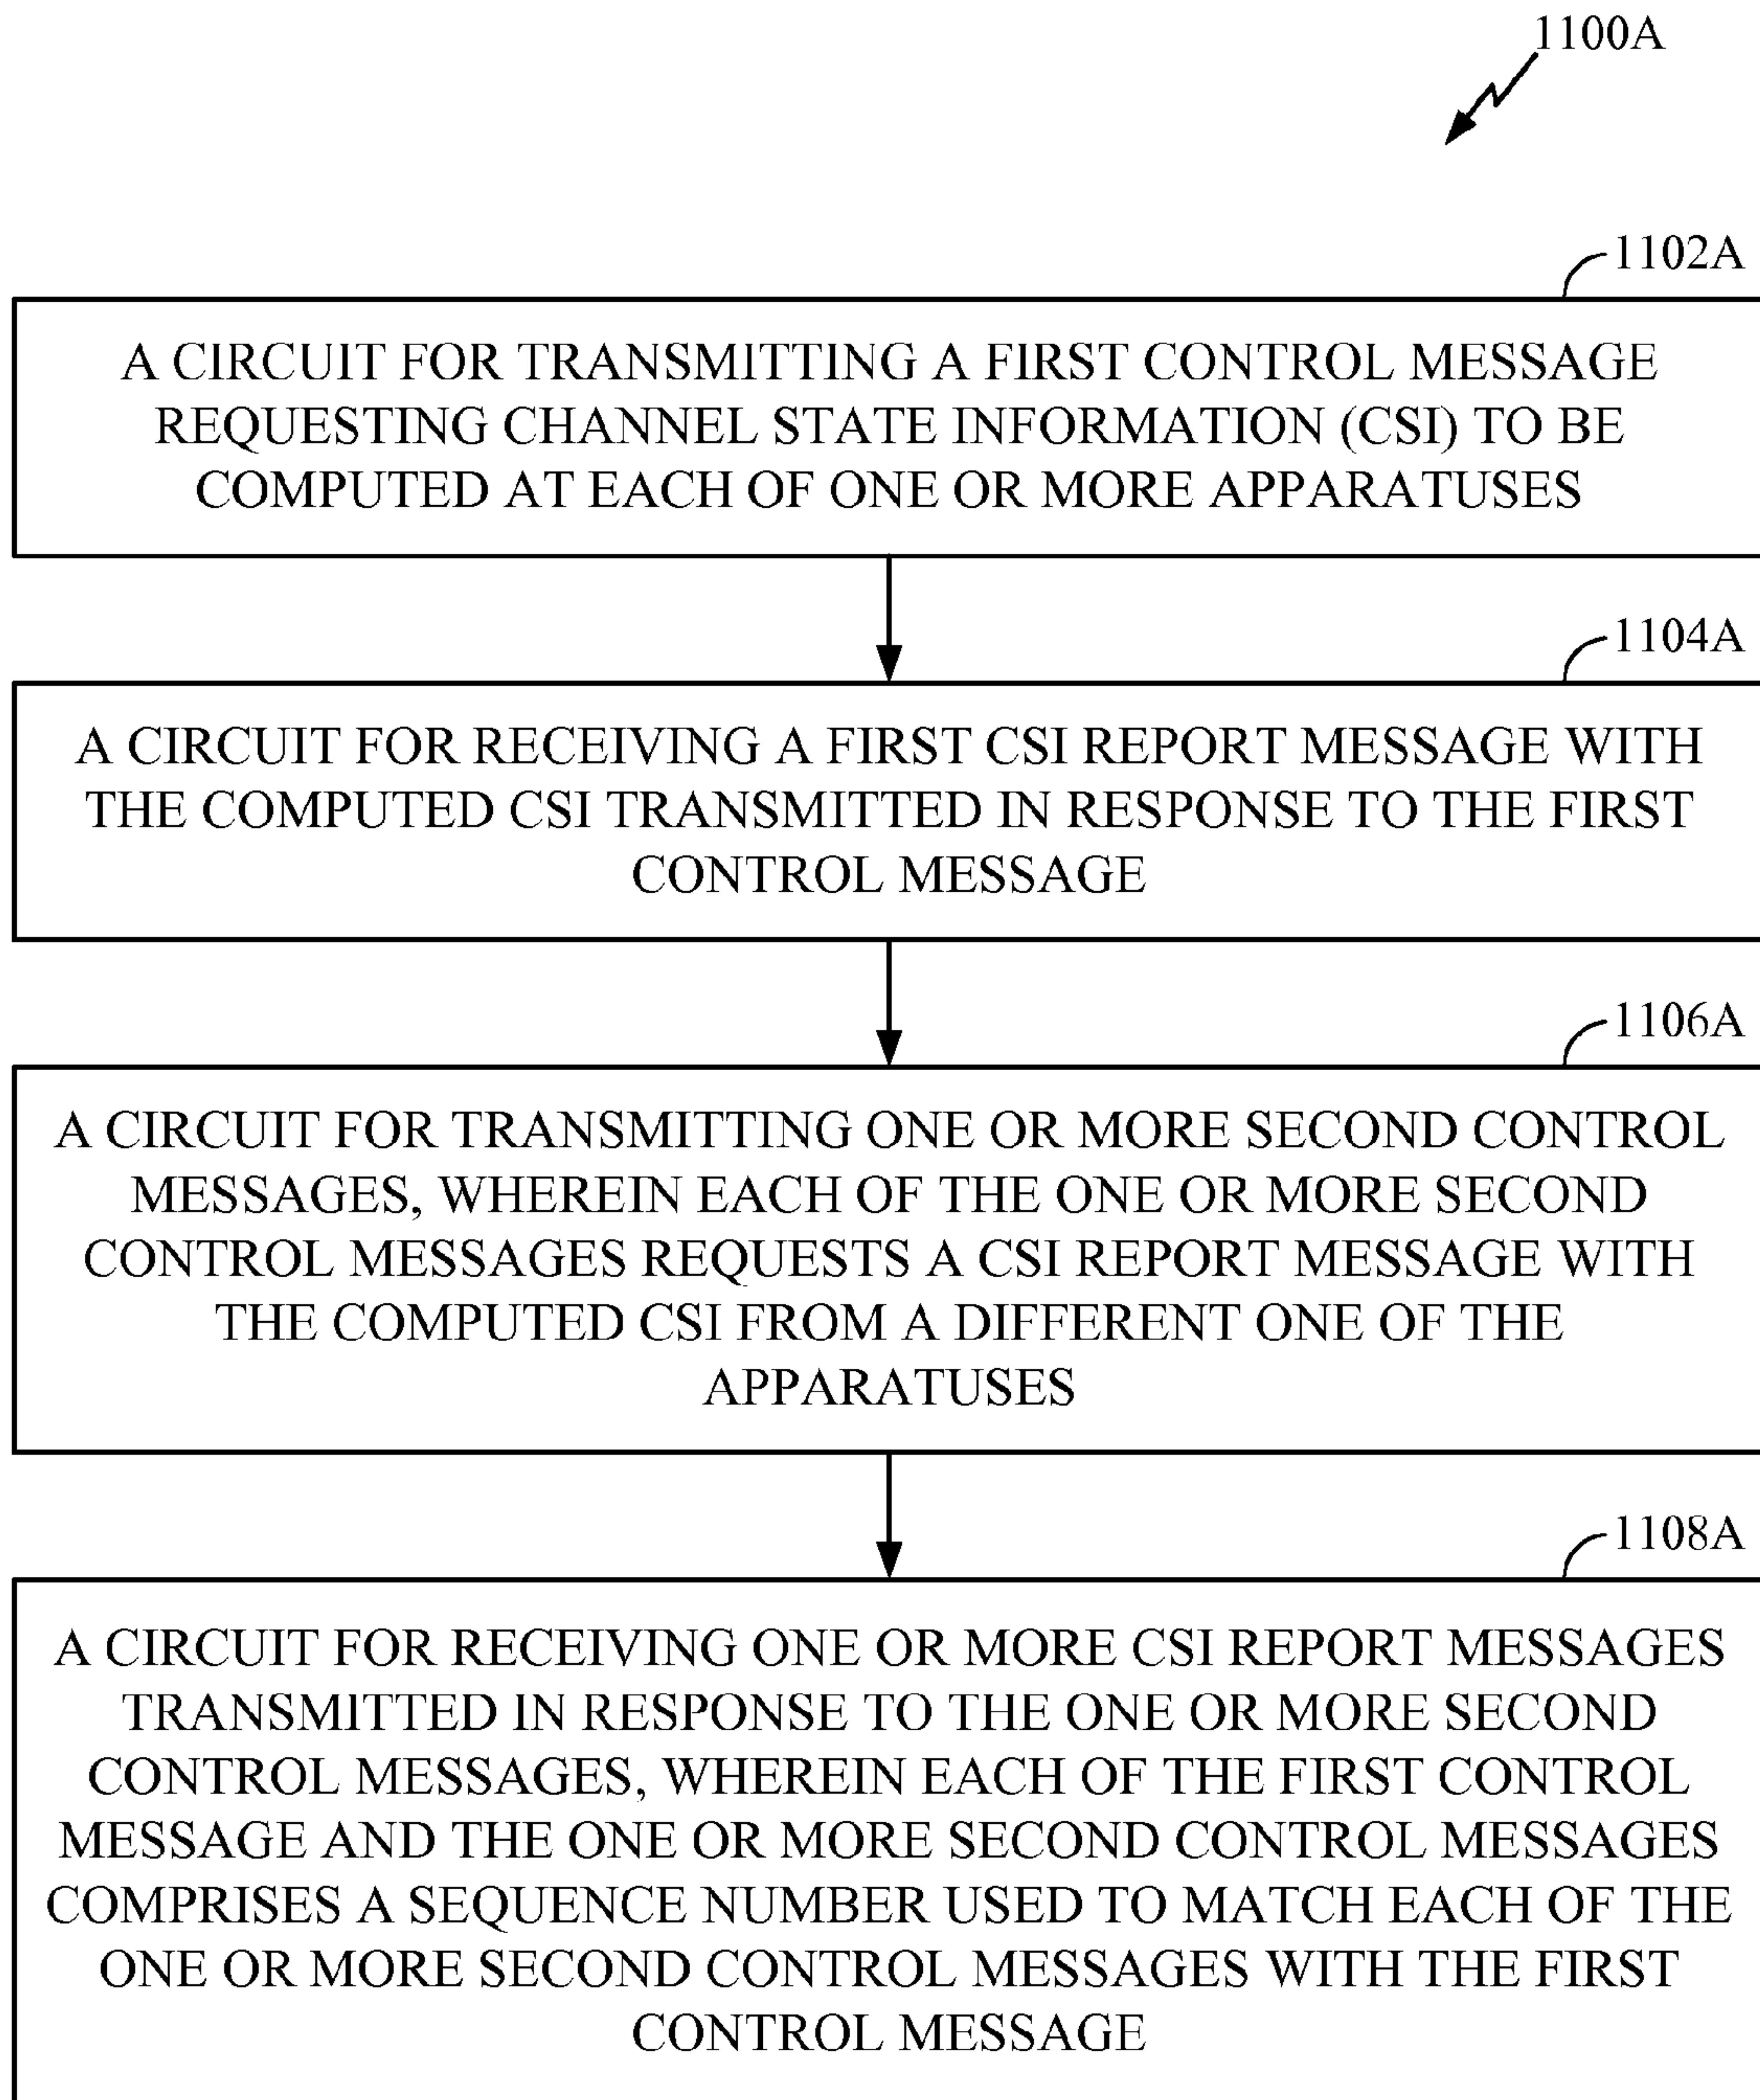 1100A
1102A
A CIRCUIT FOR TRANSMITTING A FIRST CONTROL MESSAGE
REQUESTING CHANNEL STATE INFORMATION (CSI) TO BE
COMPUTED AT EACH OF ONE OR MORE APPARATUSES
1104A
A CIRCUIT FOR RECEIVING A FIRST CSI REPORT MESSAGE WITH
THE COMPUTED CSI TRANSMITTED IN RESPONSE TO THE FIRST
CONTROL MESSAGE
1106A
A CIRCUIT FOR TRANSMITTING ONE OR MORE SECOND CONTROL
MESSAGES, WHEREIN EACH OF THE ONE OR MORE SECOND
CONTROL MESSAGES REQUESTS A CSI REPORT MESSAGE WITH
THE COMPUTED CSI FROM A DIFFERENT ONE OF THE
APPARATUSES
1108A
A CIRCUIT FOR RECEIVING ONE OR MORE CSI REPORT MESSAGES
TRANSMITTED IN RESPONSE TO THE ONE OR MORE SECOND
CONTROL MESSAGES, WHEREIN EACH OF THE FIRST CONTROL
MESSAGE AND THE ONE OR MORE SECOND CONTROL MESSAGES
COMPRISES A SEQUENCE NUMBER USED TO MATCH EACH OF THE
ONE OR MORE SECOND CONTROL MESSAGES WITH THE FIRST
CONTROL MESSAGE